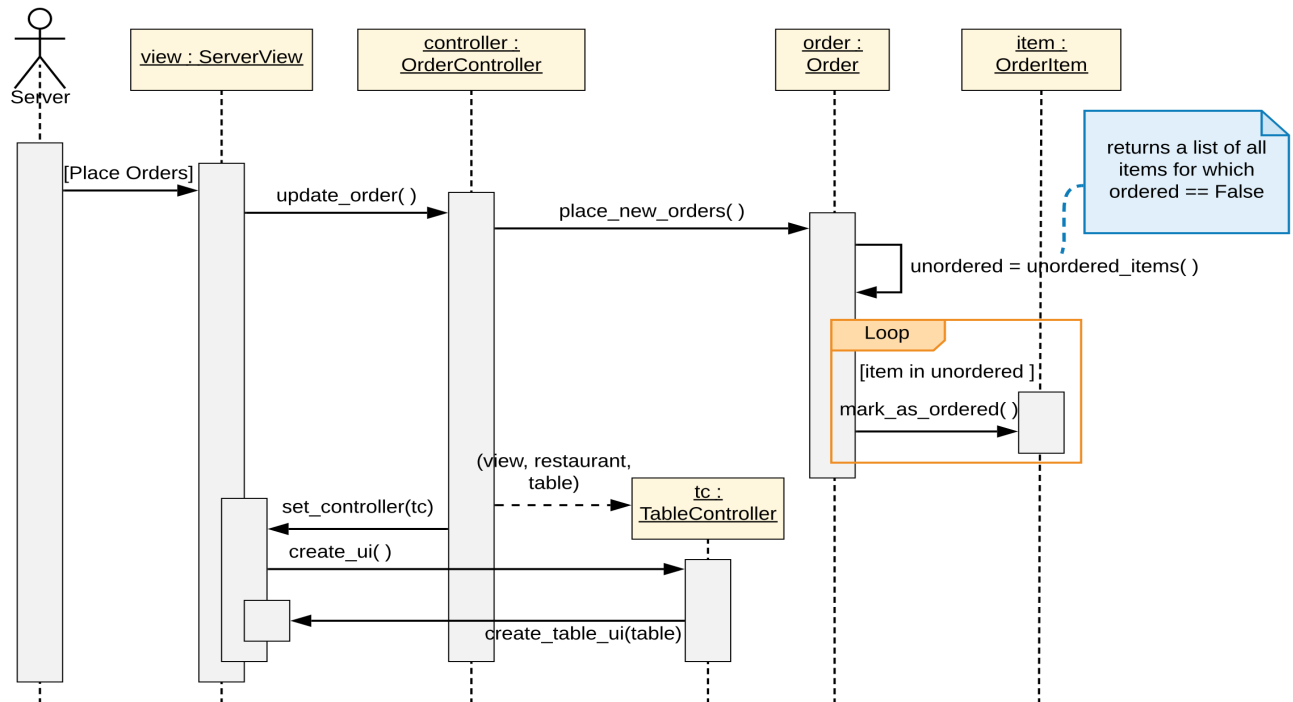 Server
view : ServerView
controller :
OrderController
order :
Order
item :
OrderItem
returns a list of all
items for which
ordered == False
[Place Orders]
update_order( )
place_new_orders( )
unordered = unordered_items( )
Loop
[item in unordered ]
mark_as_ordered( )
(view, restaurant,
table)
tc :
TableController
set_controller(tc)
create_ui( )
create_table_ui(table)